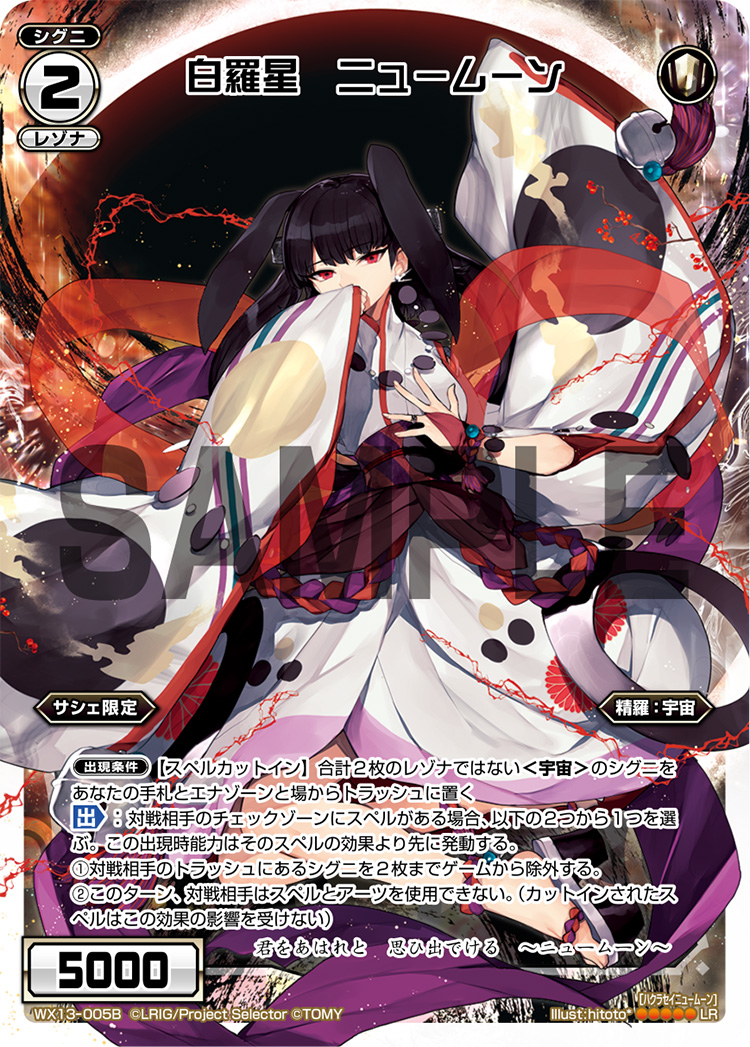 シグニ
2
レゾナ
白羅星　ニュームーン
SAMPLE
サシェ限定
精羅：宇宙
出現条件 【スペルカットイン】合計２枚のレゾナではない＜宇宙＞のシグニを
あなたの手札とエナゾーンと場からトラッシュに置く
出：対戦相手のチェックゾーンにスペルがある場合、以下の２つから１つを選
ぶ。この出現時能力はそのスペルの効果より先に発動する。
①対戦相手のトラッシュにあるシグニを２枚までゲームから除外する。
②このターン、対戦相手はスペルとアーツを使用できない。（カットインされたス
ペルはこの効果の影響を受けない）
君をあはれと　思ひ出でける　～ニュームーン～
5000
[ハクラセイニュームーン]
WX13-005B ©LRIG/Project Selector ©TOMY Illust:hitoto* LR